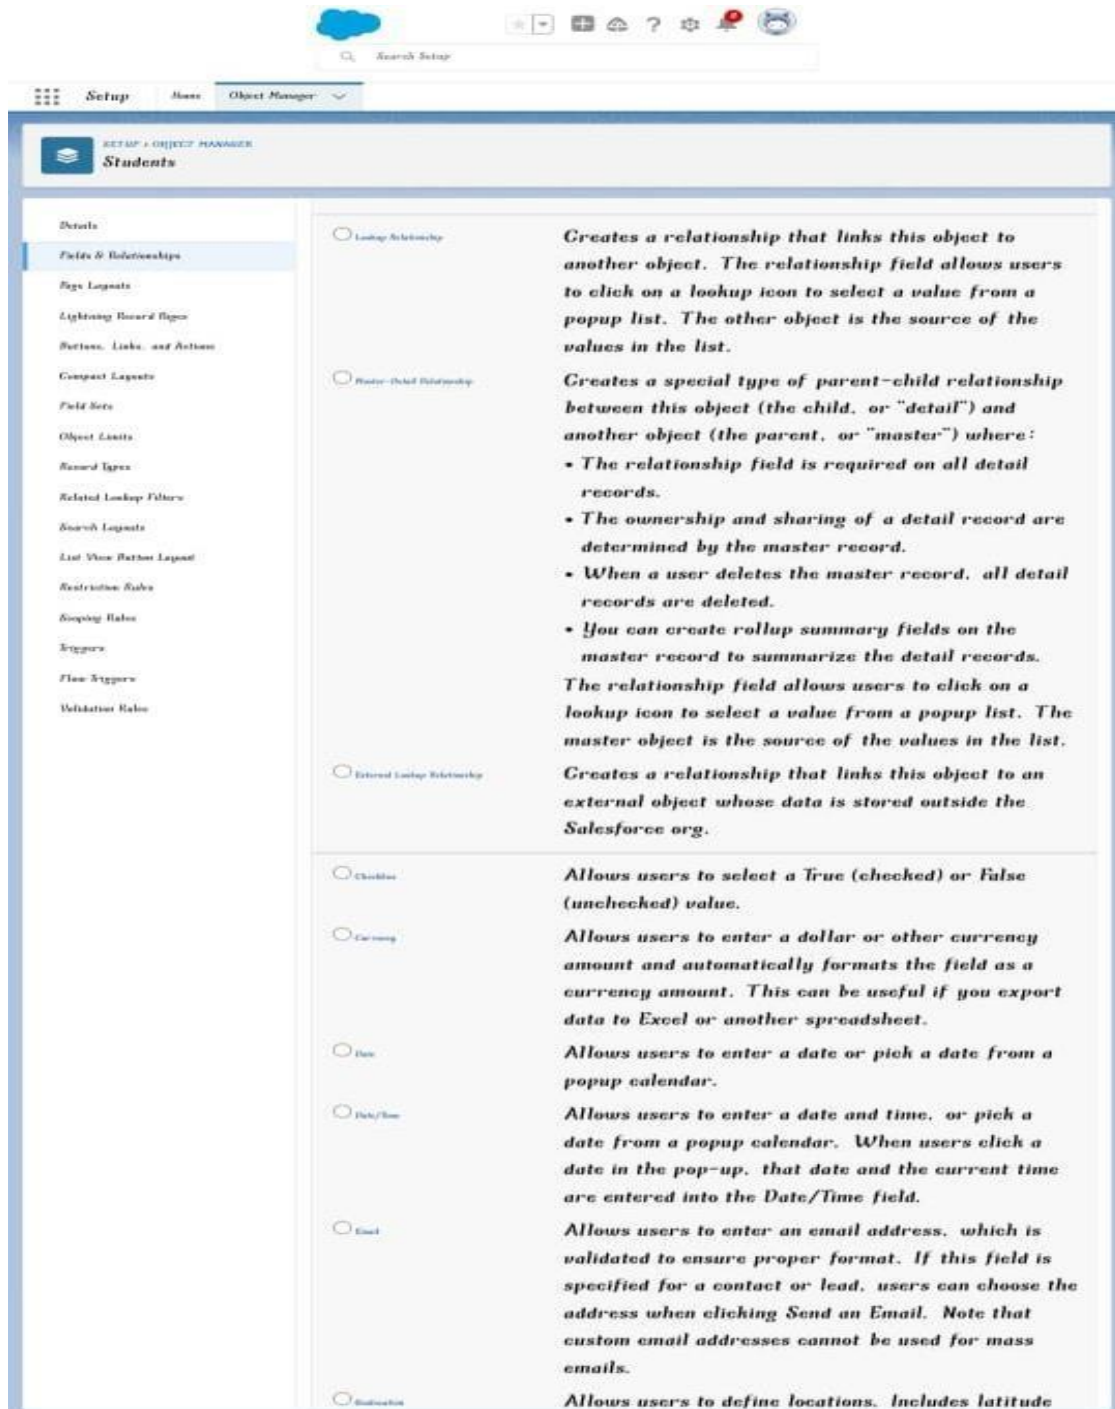 Search Setup
Setup
Home
Object Manager
SETUP > OBJECT MANAGER
Students
Details
Fields & Relationships
Page Layouts
Lightning Record Pages
Buttons, Links, and Actions
Compact Layouts
Field Sets
Object Limits
Record Types
Related Lookup Filters
Search Layouts
List View Button Layout
Restriction Rules
Scoping Rules
Triggers
Flow Triggers
Validation Rules
Lookup Relationship
Creates a relationship that links this object to
another object. The relationship field allows users
to click on a lookup icon to select a value from a
popup list. The other object is the source of the
values in the list.
Master-Detail Relationship
Creates a special type of parent-child relationship
between this object (the child, or "detail") and
another object (the parent, or "master") where:
• The relationship field is required on all detail
records.
• The ownership and sharing of a detail record are
determined by the master record.
• When a user deletes the master record, all detail
records are deleted.
• You can create rollup summary fields on the
master record to summarize the detail records.
The relationship field allows users to click on a
lookup icon to select a value from a popup list. The
master object is the source of the values in the list.
External Lookup Relationship
Creates a relationship that links this object to an
external object whose data is stored outside the
Salesforce org.
Checkbox
Allows users to select a True (checked) or False
(unchecked) value.
Currency
Allows users to enter a dollar or other currency
amount and automatically formats the field as a
currency amount. This can be useful if you export
data to Excel or another spreadsheet.
Date
Allows users to enter a date or pick a date from a
popup calendar.
Date/Time
Allows users to enter a date and time, or pick a
date from a popup calendar. When users click a
date in the pop-up, that date and the current time
are entered into the Date/Time field.
Email
Allows users to enter an email address, which is
validated to ensure proper format. If this field is
specified for a contact or lead, users can choose the
address when clicking Send an Email. Note that
custom email addresses cannot be used for mass
emails.
Geolocation
Allows users to define locations. Includes latitude